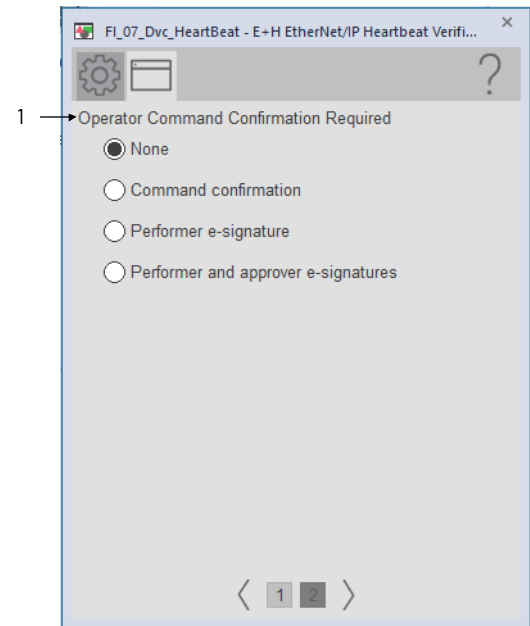 FI_07_Dvc_HeartBeat - E+H EtherNet/IP Heartbeat Verifi...
1
Operator Command Confirmation Required
None
Command confirmation
Performer e-signature
Performer and approver e-signatures
1 2